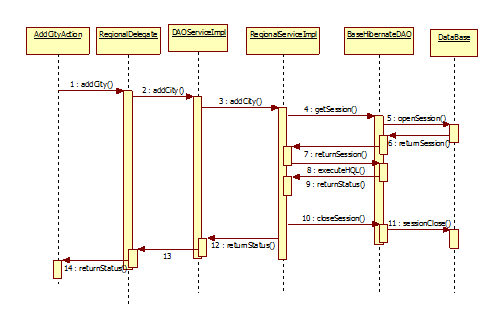 AddCityAction
RegionalDelegate
DAOServiceImpl
RegionalServiceImpl
BaseHibernateDAO
DataBase
1 : addCity()
2 : addCity()
3 : addCity()
4 : getSession()
5 : openSession()
6 : returnSession()
7 : returnSession()
8 : executeHQL()
9 : returnStatus()
10 : closeSession()
11 : sessionClose()
12 : returnStatus()
13
14 : returnStatus()